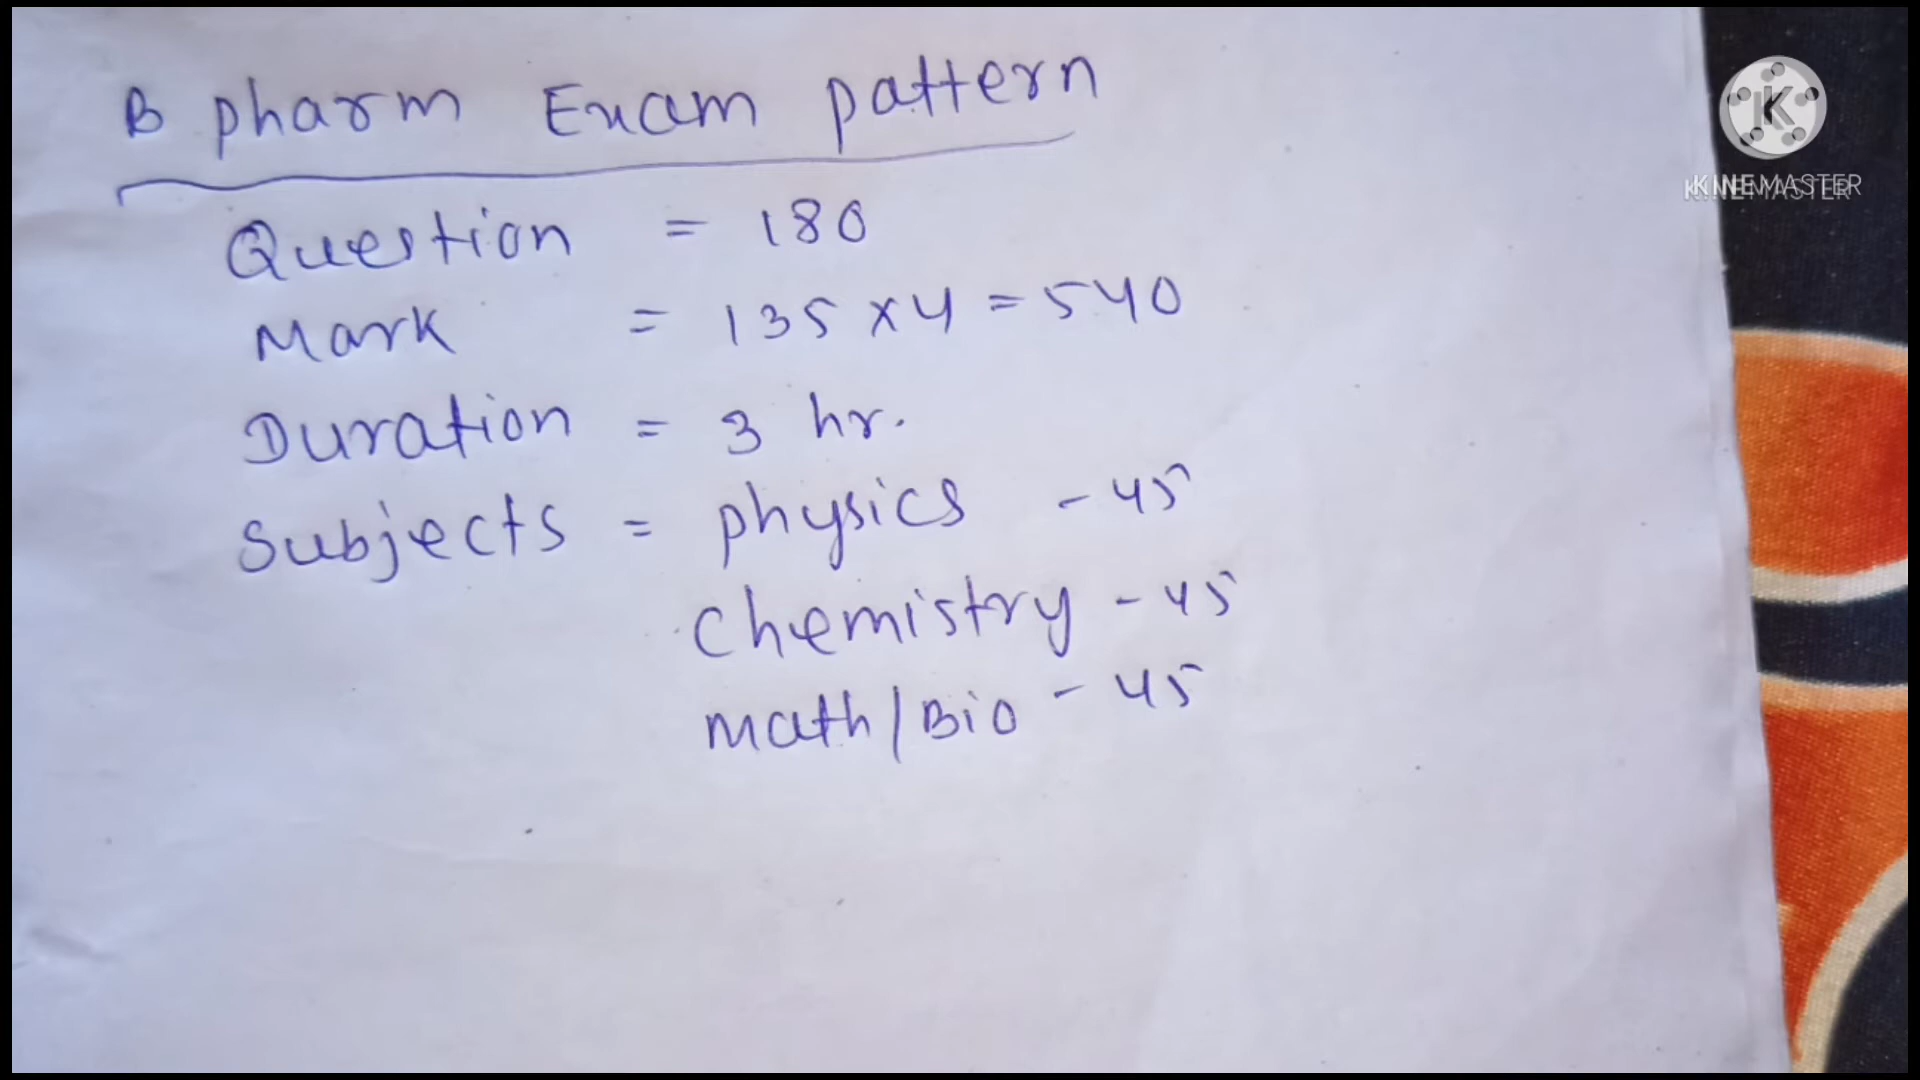 B pharm Exam pattern
Question = 180
Mark = 135 x 4 = 540
Duration = 3 hr.
Subjects = physics - 45
Chemistry - 45
math/Bio - 45
KINEMASTER